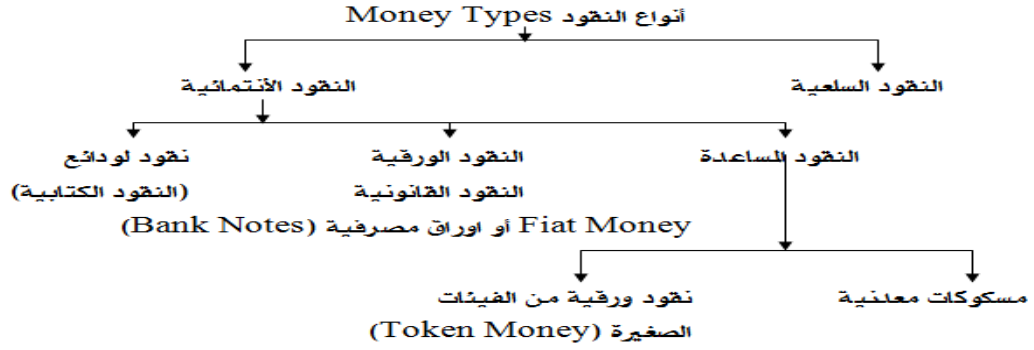 أنواع النقود Money Types
النقود السلعية
النقود الأنتمائية
النقود المساعدة
النقود الورقية
نقود لودائع
النقود القانونية
(النقود الكتابية)
Fiat Money أو اوراق مصرفية (Bank Notes)
مسكوكات معدنية
نقود ورقية من الفيئات
الصغيرة (Token Money)